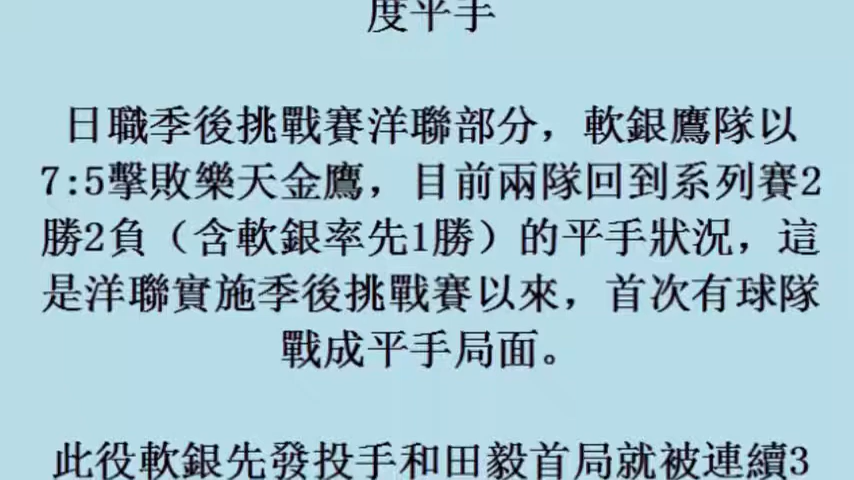 度平手
日職季後挑戰賽洋聯部分，軟銀鷹隊以
7:5擊敗樂天金鷹，目前兩隊回到系列賽2
勝2負（含軟銀率先1勝）的平手狀況，這
是洋聯實施季後挑戰賽以來，首次有球隊
戰成平手局面。
此役軟銀先發投手和田毅首局就被連續3